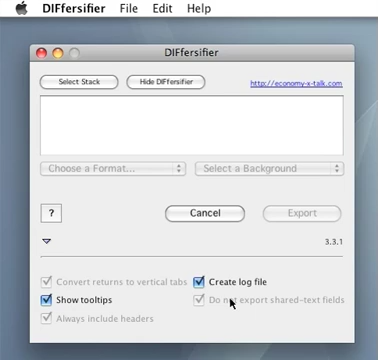 DIFfersifier File Edit Help
DIFfersifier
Select Stack Hide DIFfersifier http://economy-x-talk.com
Choose a Format... Select a Background
? Cancel Export
3.3.1
Convert returns to vertical tabs Create log file
Show tooltips Do not export shared-text fields
Always include headers